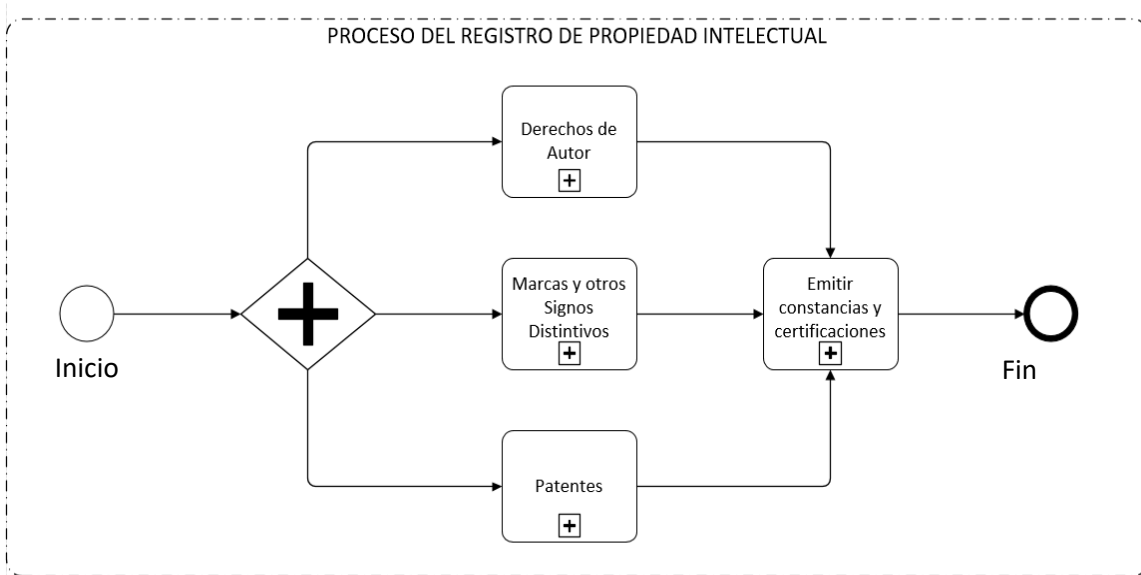 PROCESO DEL REGISTRO DE PROPIEDAD INTELECTUAL
Derechos de
Autor
Inicio
Marcas y otros
Signos
Distintivos
Emitir
constancias y
certificaciones
Fin
Patentes